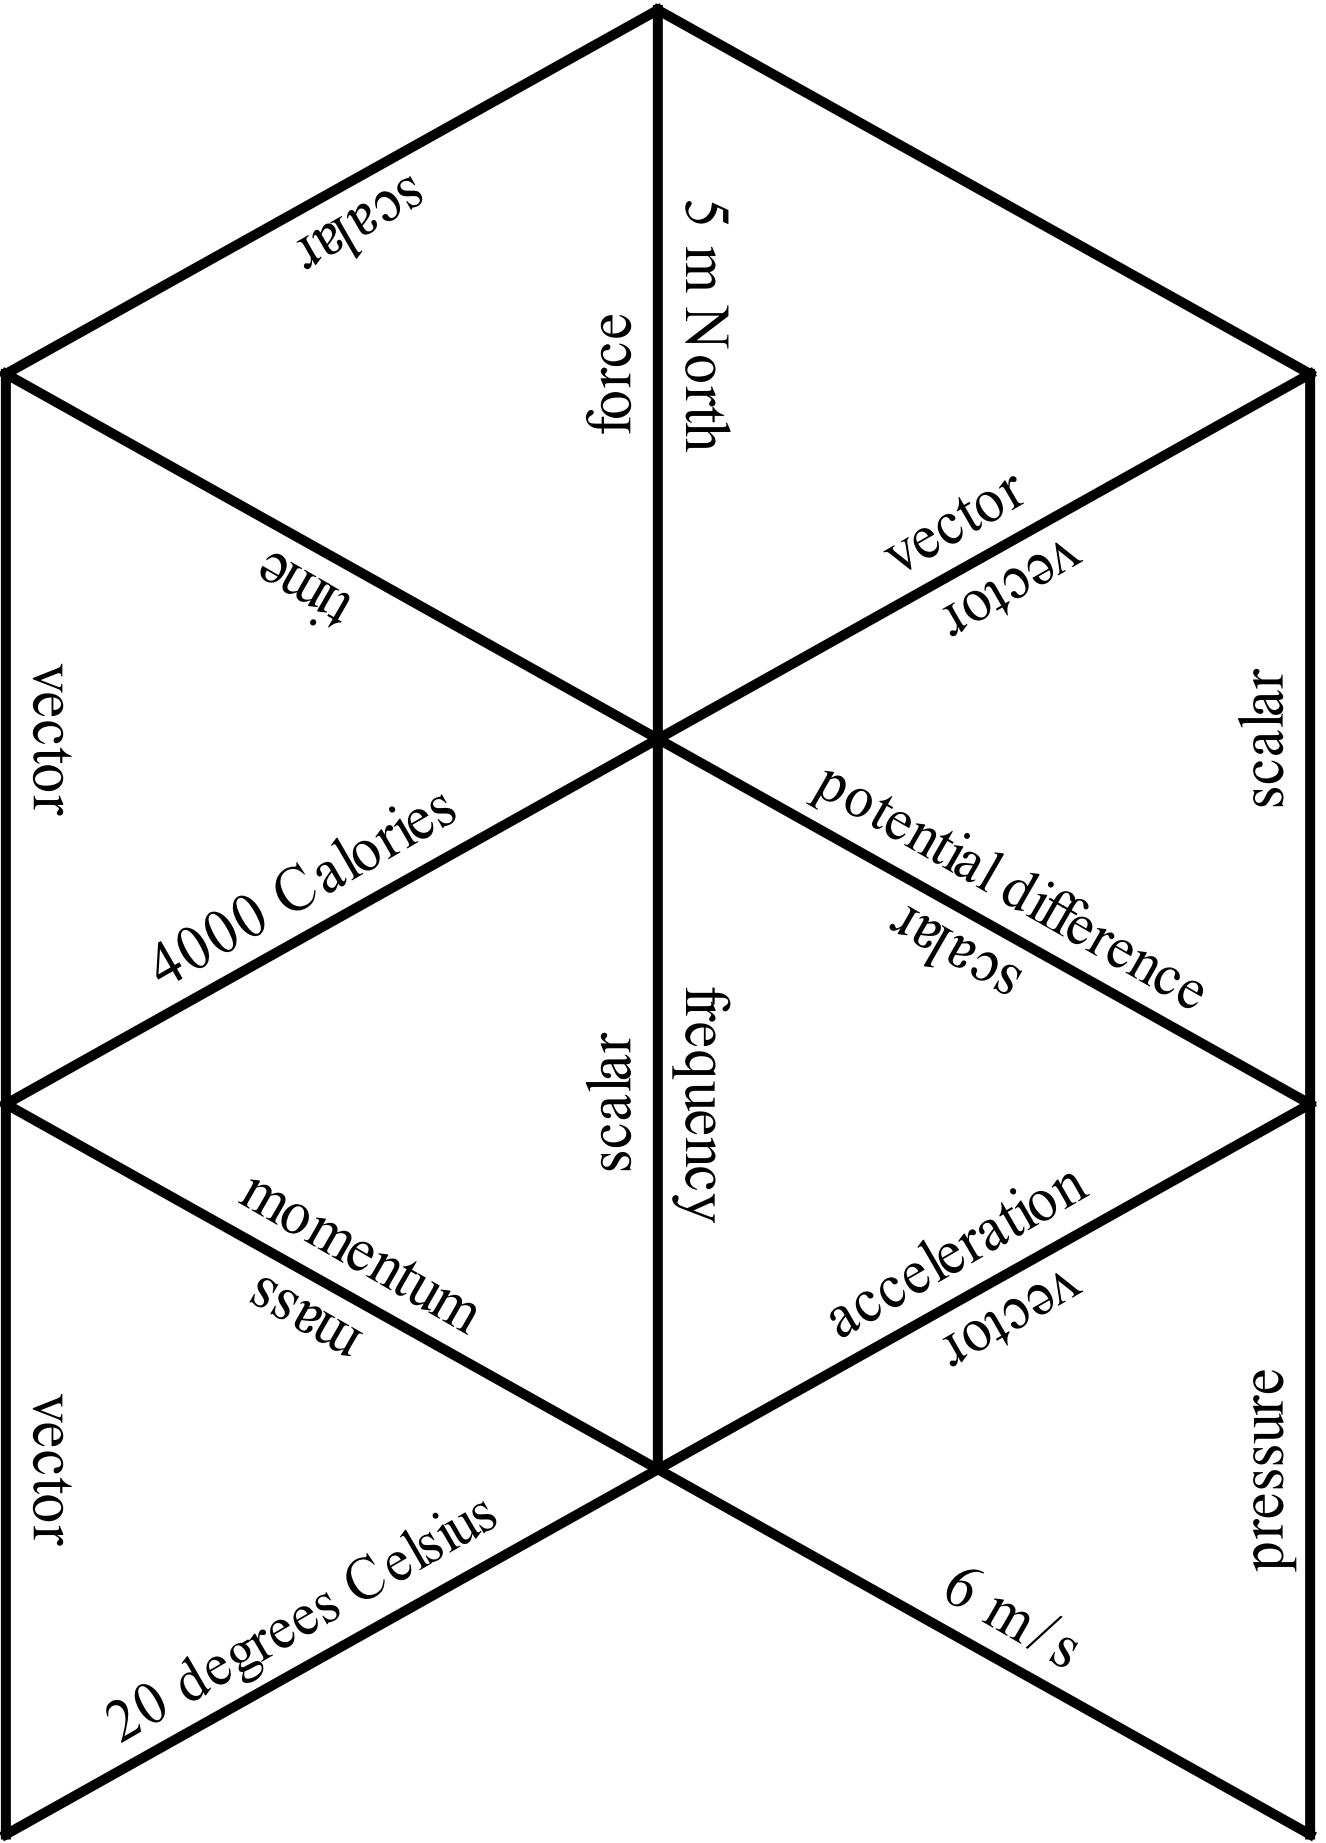 scalar
5 m North
force
vector
vector
time
vector
scalar
potential difference
4000 Calories
scalar
frequency
scalar
momentum
acceleration
mass
vector
vector
pressure
20 degrees Celsius
6 m/s